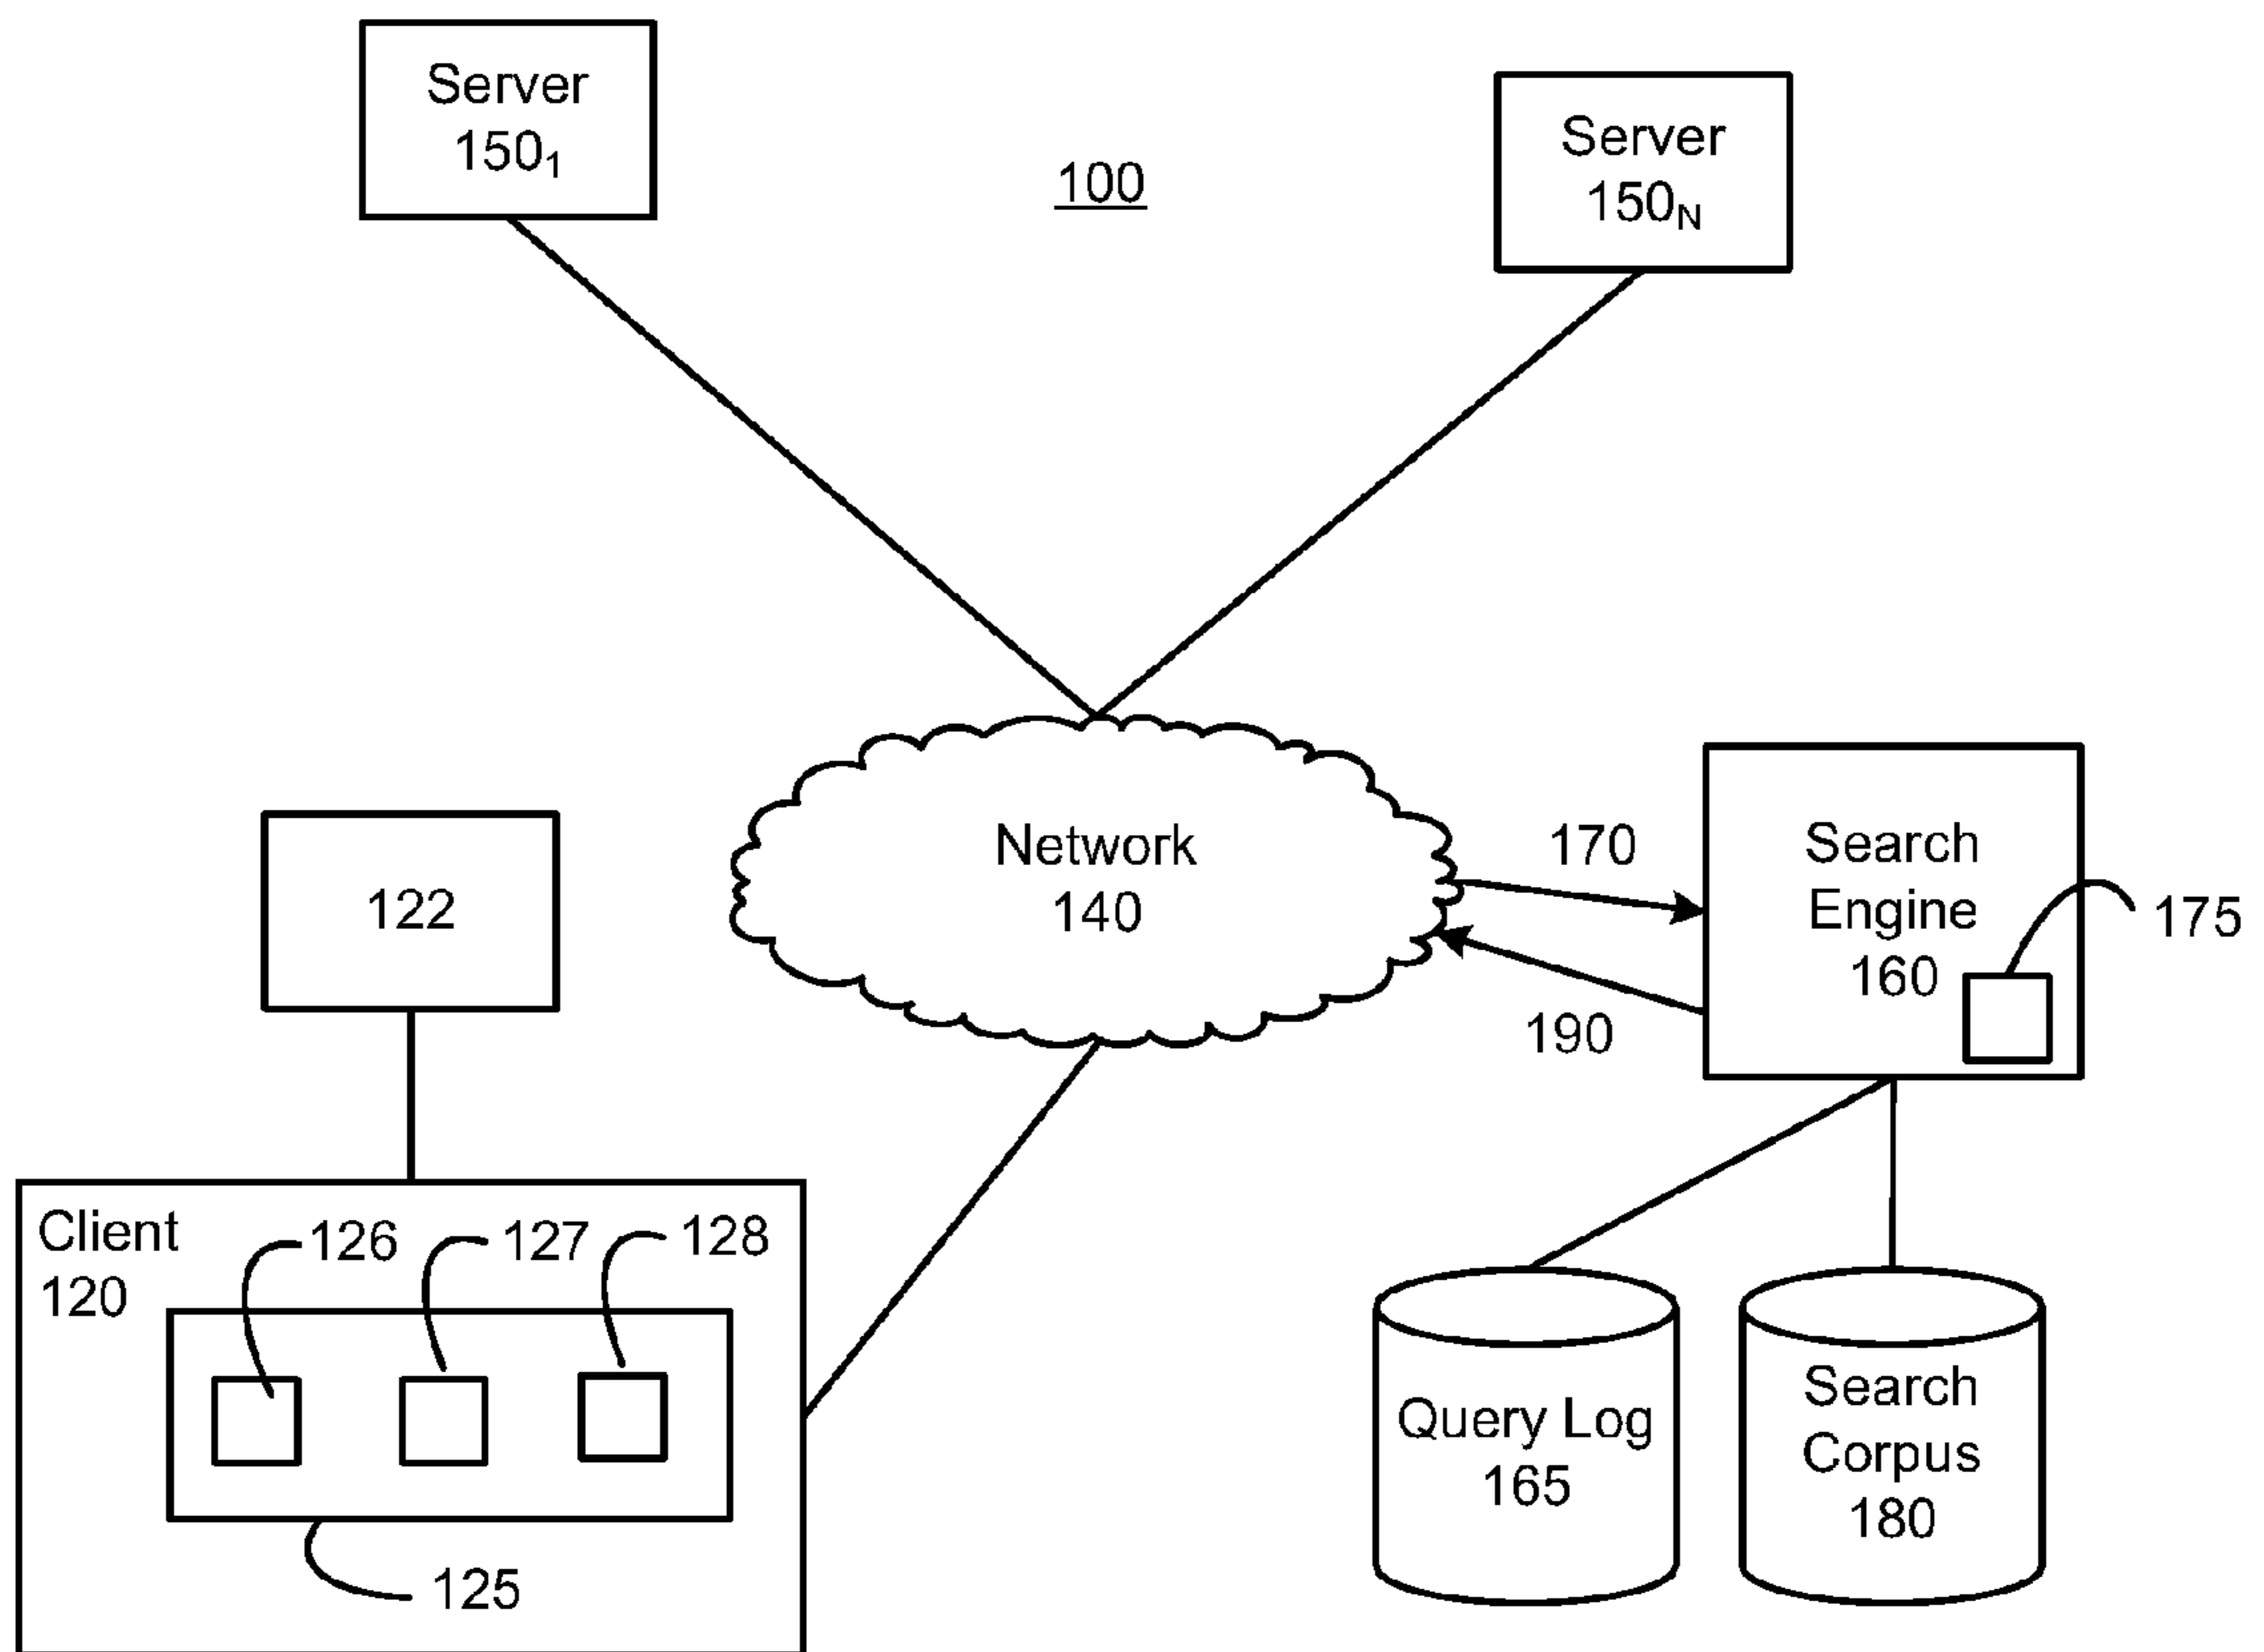 Server
150₁
100
Server
150N
Network
140
170
190
Search
Engine
160
175
122
Client
120
126
127
128
125
Query Log
165
Search
Corpus
180